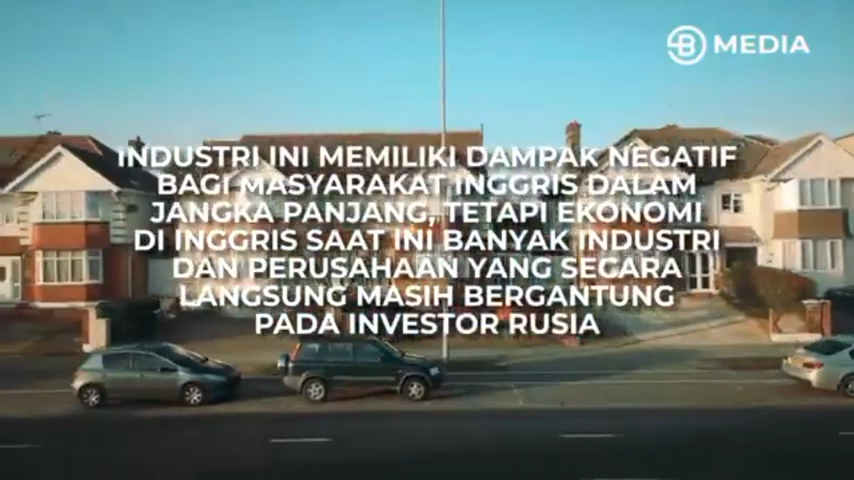 B MEDIA
INDUSTRI INI MEMILIKI DAMPAK NEGATIF
BAGI MASYARAKAT INGGRIS DALAM
JANGKA PANJANG, TETAPI EKONOMI
DI INGGRIS SAAT INI BANYAK INDUSTRI
DAN PERUSAHAAN YANG SEGARA
LANGSUNG MASIH BERGANTUNG
PADA INVESTOR RUSIA